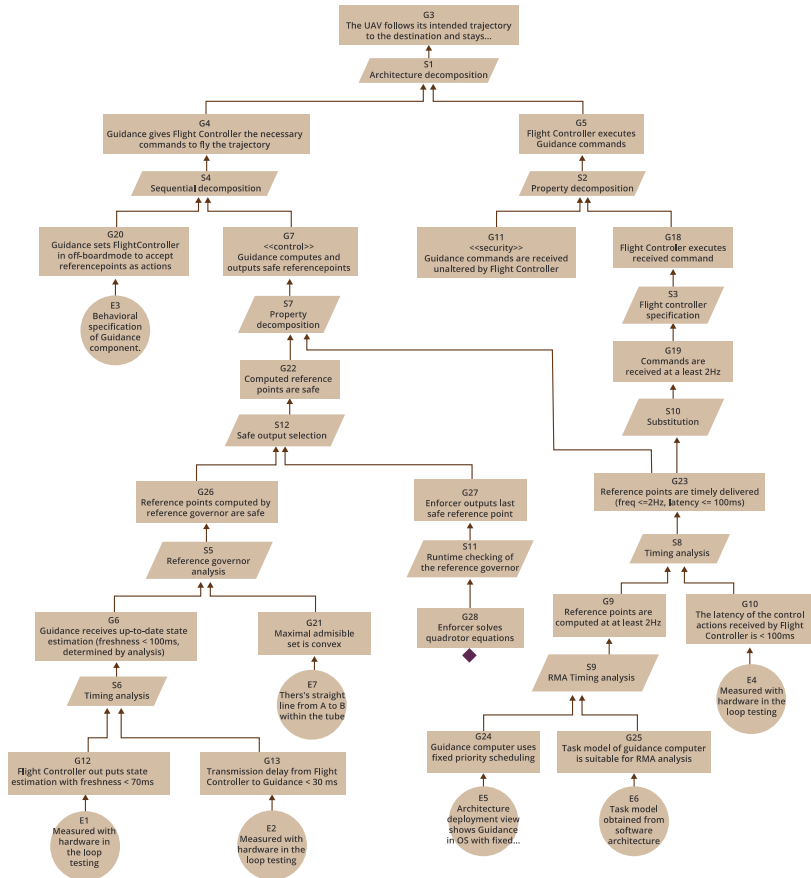 G3
The UAV follows its intended trajectory
to the destination and stays...
S1
Architecture decomposition
G4
Guidance gives Flight Controller the necessary
commands to fly the trajectory
G5
Flight Controller executes
Guidance commands
S4
Sequential decomposition
S2
Property decomposition
G20
Guidance sets FlightController
in off-boardmode to accept
referencepoints as actions
G7
<<control>>
Guidance computes and
outputs safe referencepoints
G11
<<security>>
Guidance commands are received
unaltered by Flight Controller
G18
Flight Controller executes
received command
E3
Behavioral
specification
of Guidance
component.
S7
Property
decomposition
S3
Flight controller
specification
G22
Computed reference
points are safe
G19
Commands are
received at a least 2Hz
S12
Safe output selection
S10
Substitution
G26
Reference points computed by
reference governor are safe
G27
Enforcer outputs last
safe reference point
G23
Reference points are timely delivered
(freq <=2Hz, latency <= 100ms)
S5
Reference governor
analysis
S11
Runtime checking of
the reference governor
S8
Timing analysis
G6
Guidance receives up-to-date state
estimation (freshness < 100ms,
determined by analysis)
G21
Maximal admisible
set is convex
G28
Enforcer solves
quadrotor equations
G9
Reference points are
computed at at least 2Hz
G10
The latency of the control
actions received by Flight
Controller is < 100ms
S6
Timing analysis
E7
Thers's straight
line from A to B
within the tube
S9
RMA Timing analysis
E4
Measured with
hardware in the
loop testing
G12
Flight Controller out puts state
estimation with freshness < 70ms
G13
Transmission delay from Flight
Controller to Guidance < 30 ms
G24
Guidance computer uses
fixed priority scheduling
G25
Task model of guidance computer
is suitable for RMA analysis
E1
Measured with
hardware in
the loop
testing
E2
Measured with
hardware in the
loop testing
E5
Architecture
deployment view
shows Guidance
in OS with fixed...
E6
Task model
obtained from
software
architecture